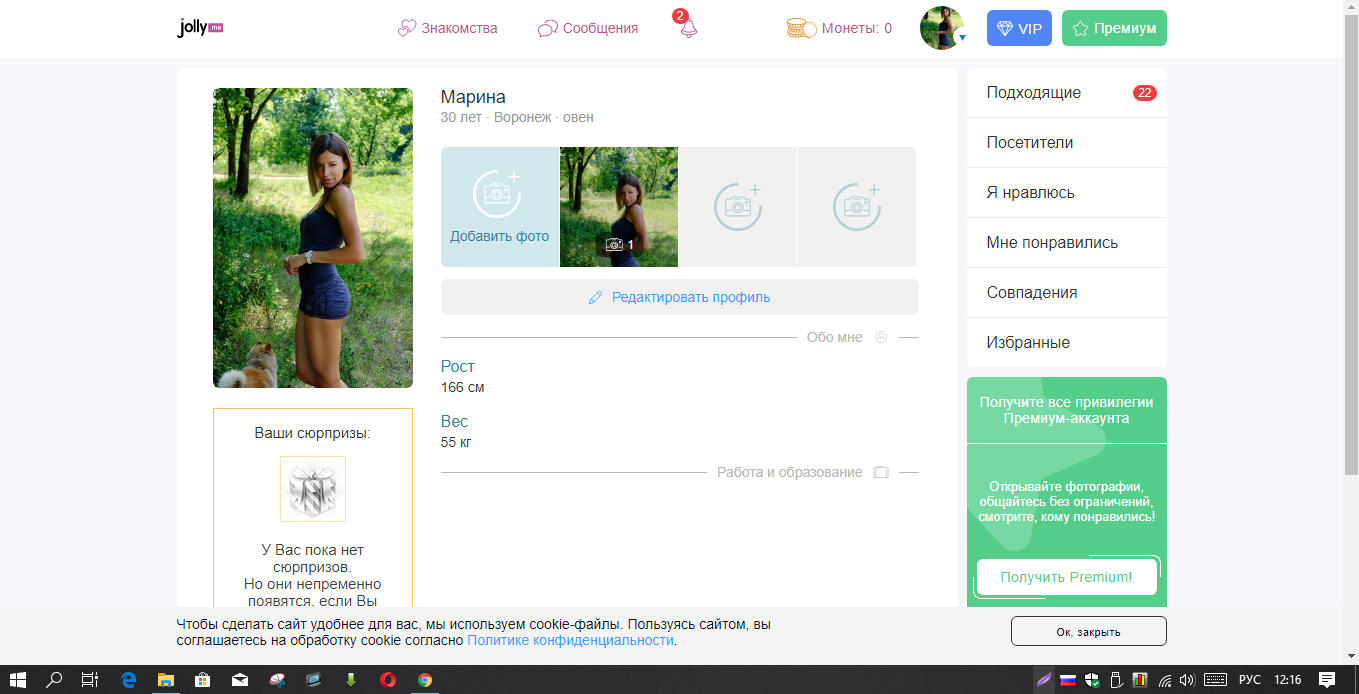 jolly.me
Знакомства
Сообщения
2
Монеты: 0
VIP
Премиум
Марина
30 лет · Воронеж · овен
Добавить фото
1
Редактировать профиль
Обо мне
Рост
166 см
Вес
55 кг
Работа и образование
Ваши сюрпризы:
У Вас пока нет
сюрпризов.
Но они непременно
появятся, если Вы
Подходящие
22
Посетители
Я нравлюсь
Мне понравились
Совпадения
Избранные
Получите все привилегии
Премиум-аккаунта
Открывайте фотографии,
общайтесь без ограничений,
смотрите, кому понравились!
Получить Premium!
Чтобы сделать сайт удобнее для вас, мы используем cookie-файлы. Пользуясь сайтом, вы
соглашаетесь на обработку cookie согласно Политике конфиденциальности.
Ок, закрыть
РУС
12:16